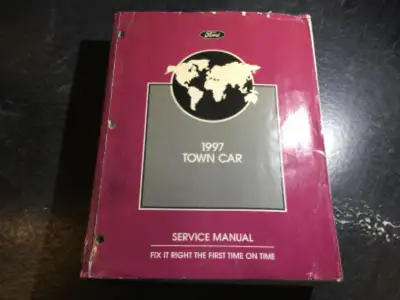 Ford
1997
TOWN CAR
SERVICE MANUAL
FIX IT RIGHT THE FIRST TIME ON TIME